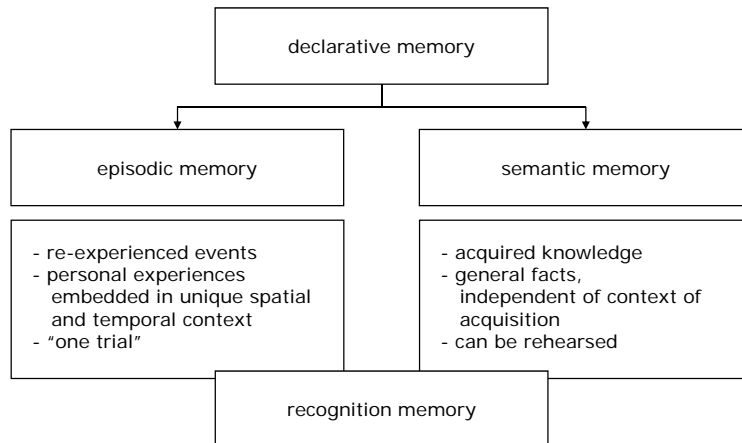 declarative memory
episodic memory
semantic memory
- re-experienced events
- personal experiences
embedded in unique spatial
and temporal context
- “one trial”
- acquired knowledge
- general facts,
independent of context of
acquisition
- can be rehearsed
recognition memory